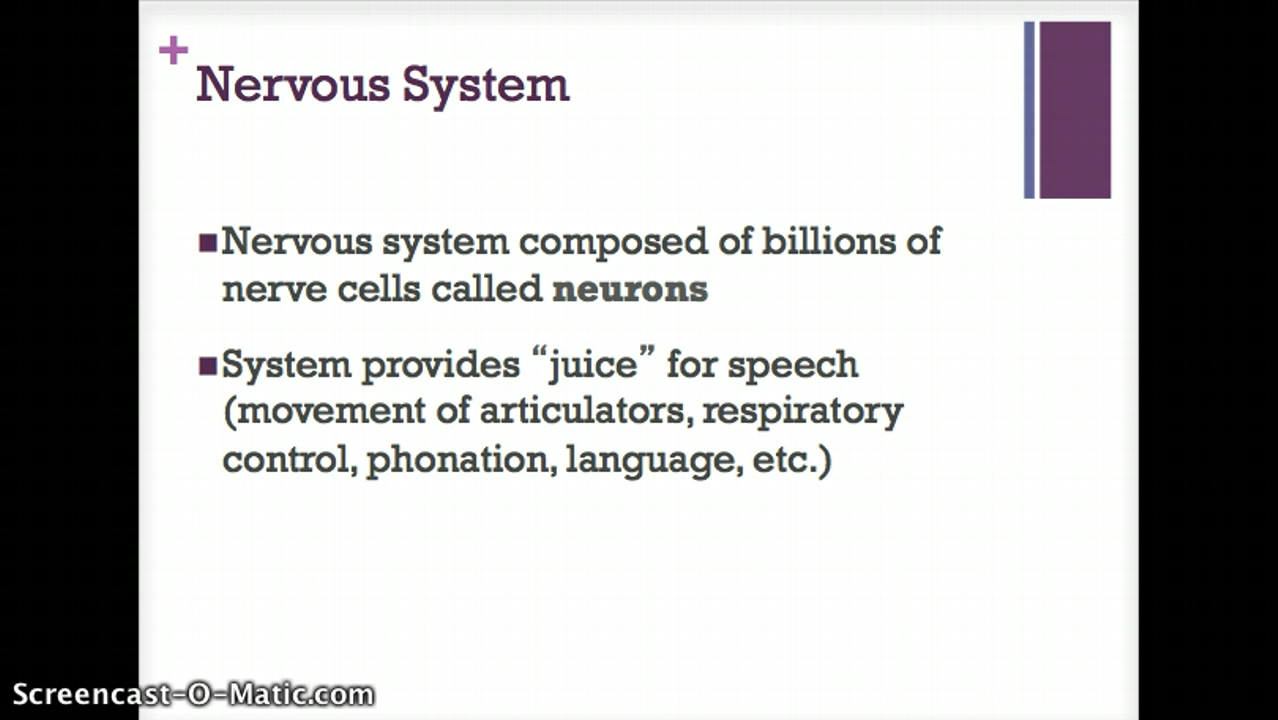 +
Nervous System
■Nervous system composed of billions of
nerve cells called neurons
■System provides “juice” for speech
(movement of articulators, respiratory
control, phonation, language, etc.)
Screencast-O-Matic.com